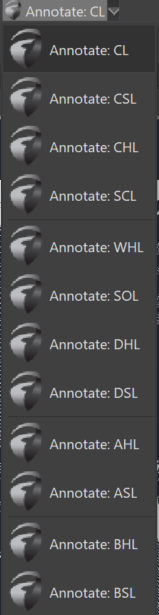 Annotate: CL
Annotate: CL
Annotate: CSL
Annotate: CHL
Annotate: SCL
Annotate: WHL
Annotate: SOL
Annotate: DHL
Annotate: DSL
Annotate: AHL
Annotate: ASL
Annotate: BHL
Annotate: BSL